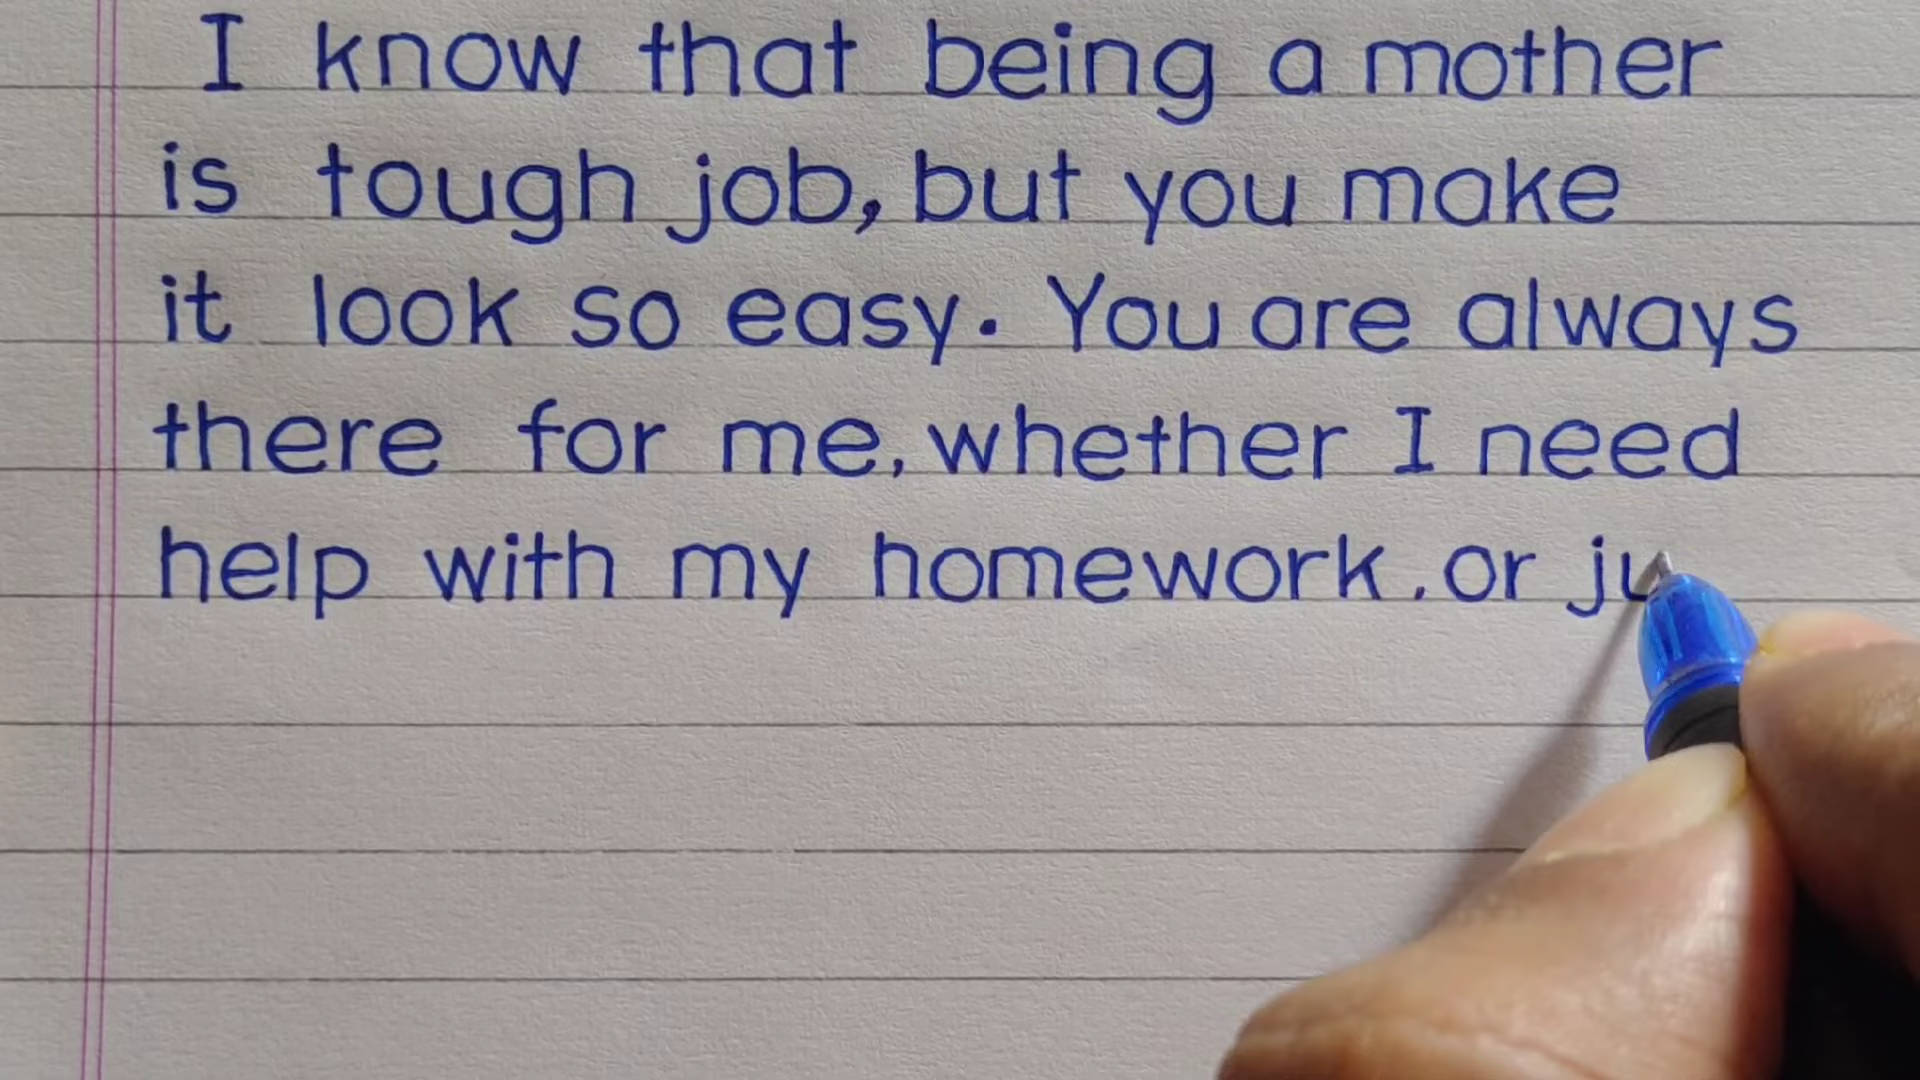 I know that being a mother
is tough job, but you make
it look so easy. You are always
there for me, whether I need
help with my homework, or ju